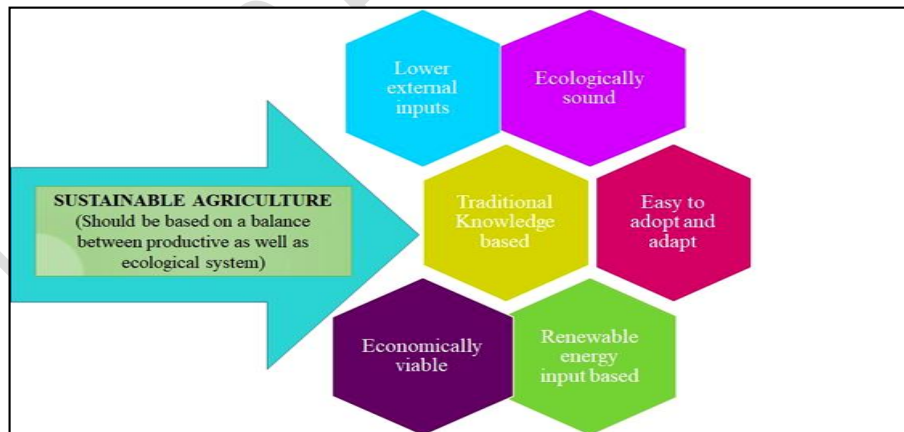 Lower
external
inputs
Ecologically
sound
SUSTAINABLE AGRICULTURE
(Should be based on a balance
between productive as well as
ecological system)
Traditional
Knowledge
based
Easy to
adopt and
adapt
Economically
viable
Renewable
energy
input based